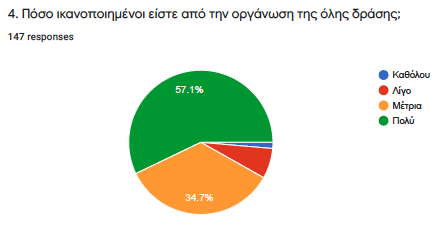 4. Πόσο ικανοποιημένοι είστε από την οργάνωση της όλης δράσης;
147 responses
57.1%
34.7%
Καθόλου
Λίγο
Μέτρια
Πολύ